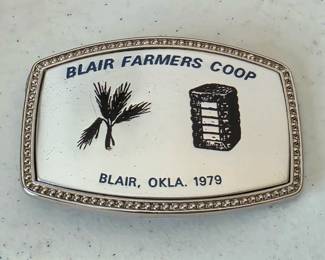 BLAIR FARMERS COOP
BLAIR, OKLA. 1979